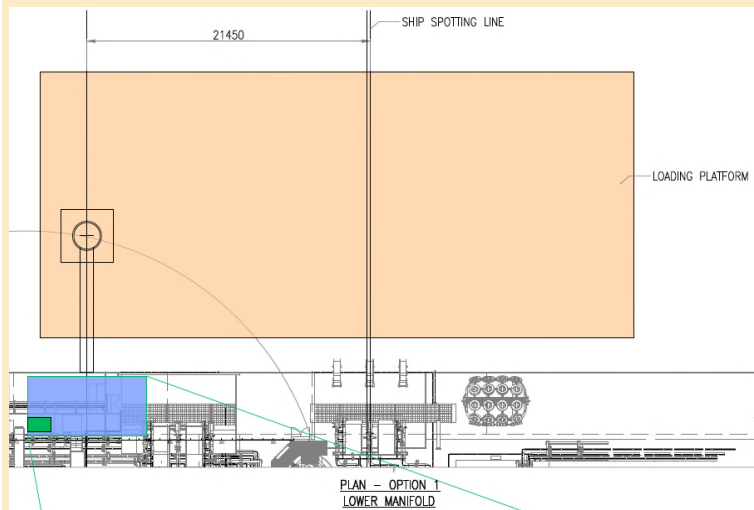 21450
SHIP SPOTTING LINE
LOADING PLATFORM
PLAN - OPTION 1
LOWER MANIFOLD